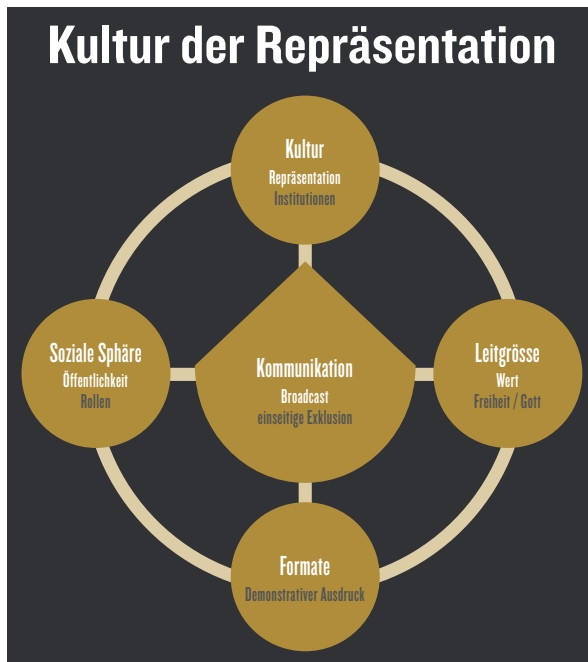 Kultur der Repräsentation
Kultur
Repräsentation
Institutionen
Soziale Sphäre
Öffentlichkeit
Rollen
Kommunikation
Broadcast
einseitige Exklusion
Leitgrösse
Wert
Freiheit / Gott
Formate
Demonstrativer Ausdruck